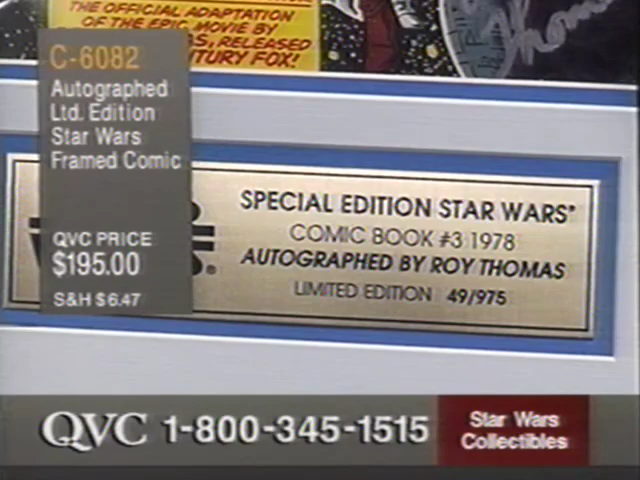 THE OFFICIAL ADAPTATION
OF THE EPIC MOVIE BY
S, RELEASED
TURY FOX!
Thomas
C-6082
Autographed
Ltd. Edition
Star Wars
Framed Comic
QVC PRICE
$195.00
S&H $6.47
SPECIAL EDITION STAR WARS®
COMIC BOOK #3 1978
AUTOGRAPHED BY ROY THOMAS
LIMITED EDITION 49/975
QVC 1-800-345-1515
Star Wars
Collectibles